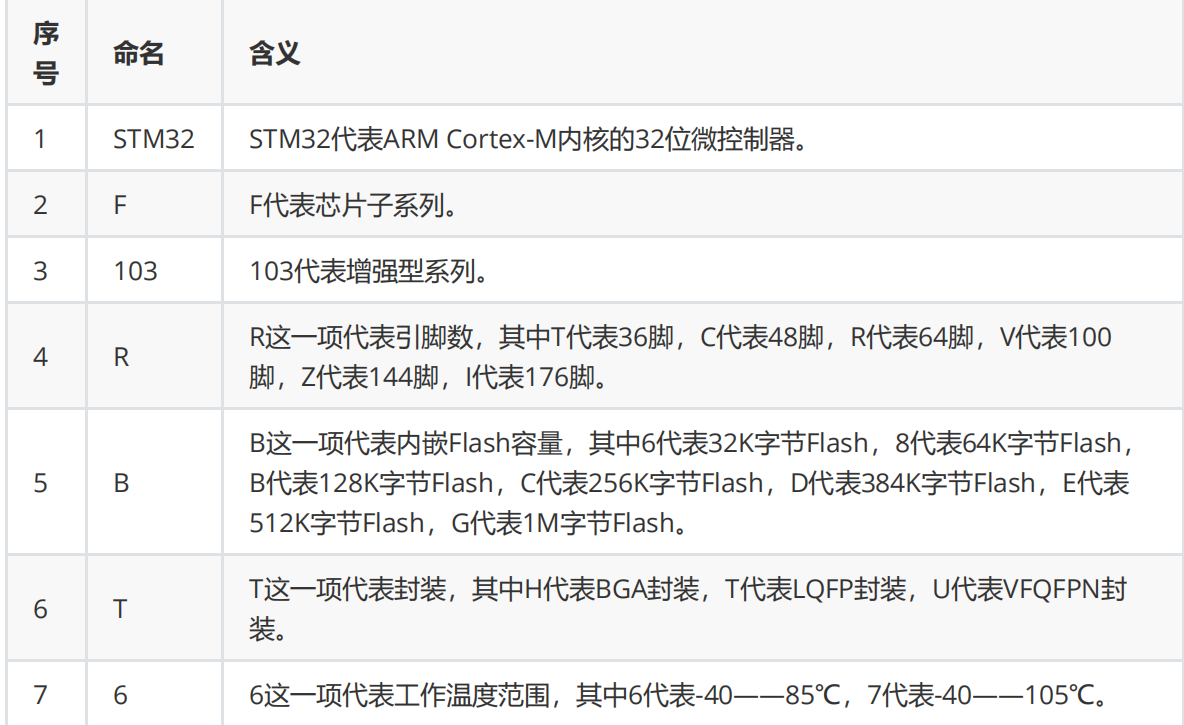 序号 命名 含义
1 STM32 STM32代表ARM Cortex-M内核的32位微控制器。
2 F F代表芯片子系列。
3 103 103代表增强型系列。
4 R R这一项代表引脚数，其中T代表36脚，C代表48脚，R代表64脚，V代表100
脚，Z代表144脚，I代表176脚。
5 B B这一项代表内嵌Flash容量，其中6代表32K字节Flash，8代表64K字节Flash，
B代表128K字节Flash，C代表256K字节Flash，D代表384K字节Flash，E代表
512K字节Flash，G代表1M字节Flash。
6 T T这一项代表封装，其中H代表BGA封装，T代表LQFP封装，U代表VFQFPN封
装。
7 6 6这一项代表工作温度范围，其中6代表-40——85℃，7代表-40——105℃。